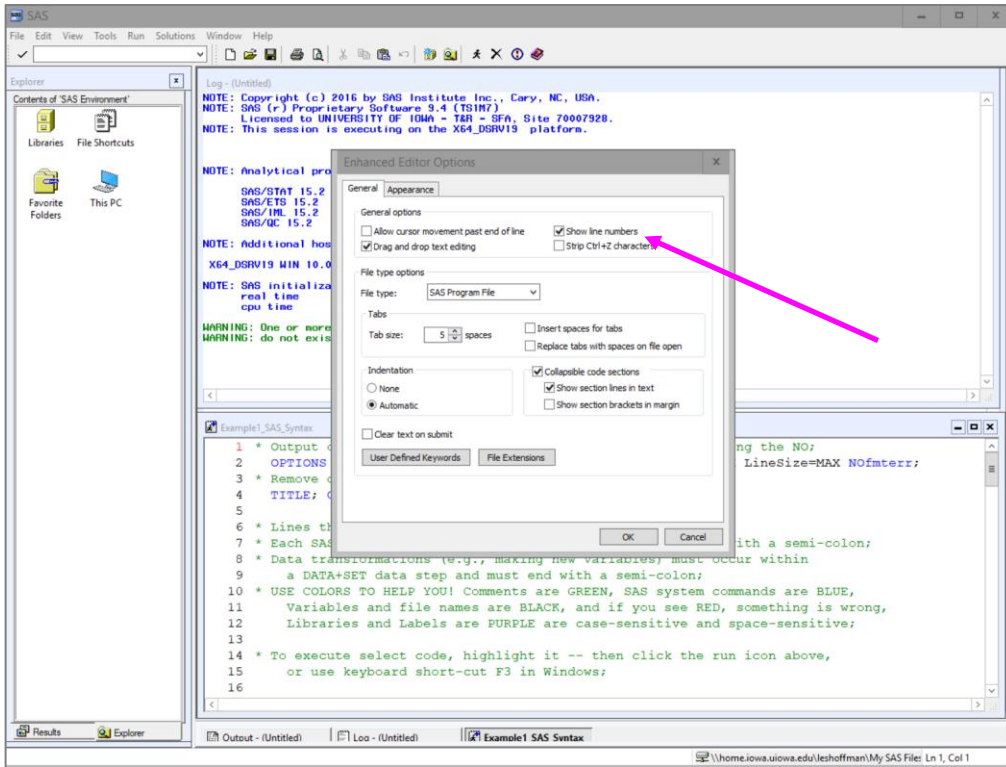 SAS
File Edit View Tools Run Solutions Window Help
Explorer
Contents of 'SAS Environment'
Libraries File Shortcuts
Favorite Folders This PC
Log - (Untitled)
NOTE: Copyright (c) 2016 by SAS Institute Inc., Cary, NC, USA.
NOTE: SAS (r) Proprietary Software 9.4 (TS1M7)
Licensed to UNIVERSITY OF IOWA - T&R - SFA, Site 70007928.
NOTE: This session is executing on the X64_DSRV19 platform.
NOTE: Analytical pro
SAS/STAT 15.2
SAS/ETS 15.2
SAS/IML 15.2
SAS/QC 15.2
NOTE: Additional hos
X64_DSRV19 WIN 10.0
NOTE: SAS initializa
real time
cpu time
WARNING: One or more
WARNING: do not exis
Enhanced Editor Options
General Appearance
General options
Allow cursor movement past end of line Show line numbers
Drag and drop text editing Strip Ctrl+Z characters
File type options
File type: SAS Program File
Tabs
Tab size: 5 spaces
Insert spaces for tabs
Replace tabs with spaces on file open
Indentation
None
Automatic
Collapsible code sections
Show section lines in text
Show section brackets in margin
Clear text on submit
User Defined Keywords File Extensions
OK Cancel
Example1_SAS_Syntax
1 * Output ng the NO;
2 OPTIONS LineSize=MAX NOfmterr;
3 * Remove
4 TITLE;
5
6 * Lines th
7 * Each SAS ith a semi-colon;
8 * Data transformations (e.g., making new variables) must occur within
9 a DATA+SET data step and must end with a semi-colon;
10 * USE COLORS TO HELP YOU! Comments are GREEN, SAS system commands are BLUE,
11 Variables and file names are BLACK, and if you see RED, something is wrong,
12 Libraries and Labels are PURPLE are case-sensitive and space-sensitive;
13
14 * To execute select code, highlight it -- then click the run icon above,
15 or use keyboard short-cut F3 in Windows;
16
Results Explorer
Output - (Untitled) Log - (Untitled) Example1 SAS Syntax
\\home.iowa.uiowa.edu\leshoffman\My SAS Files Ln 1, Col 1